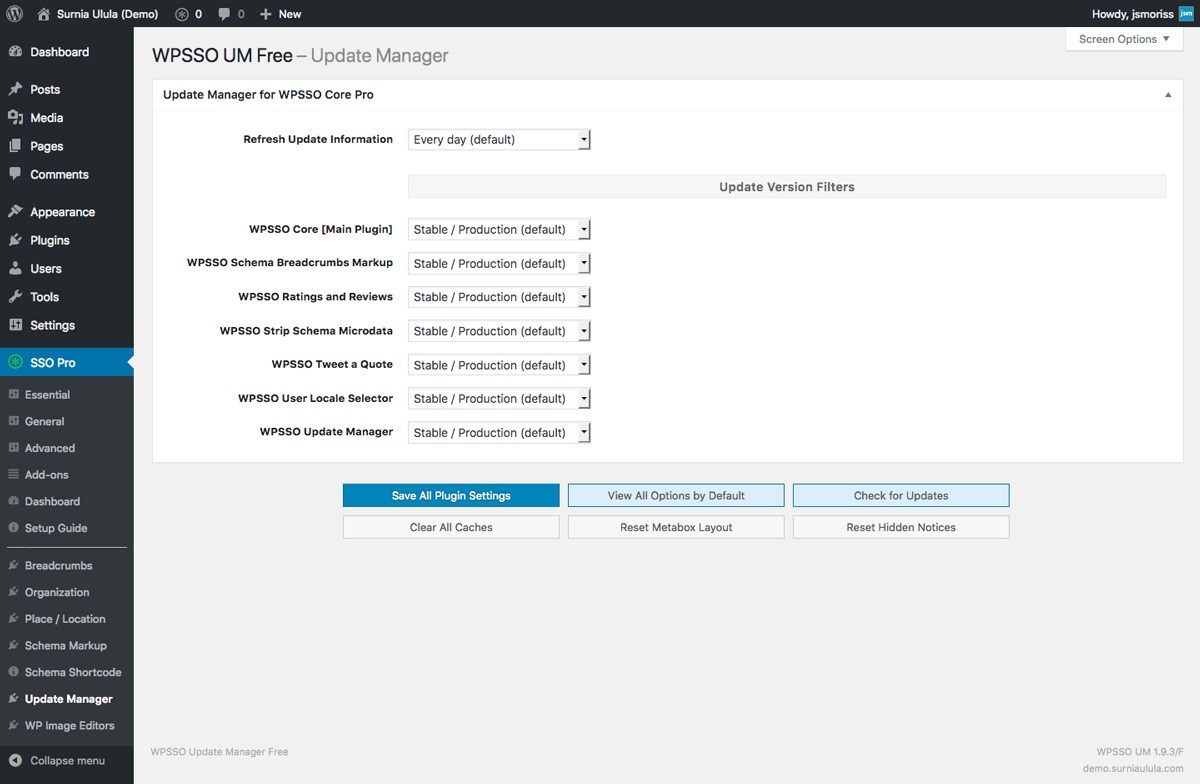 Surnia Ulula (Demo) 0 0 New Howdy, jsmoriss jsm
Screen Options
Dashboard
Posts
Media
Pages
Comments
Appearance
Plugins
Users
Tools
Settings
SSO Pro
Essential
General
Advanced
Add-ons
Dashboard
Setup Guide
Breadcrumbs
Organization
Place / Location
Schema Markup
Schema Shortcode
Update Manager
WP Image Editors
Collapse menu
WPSSO UM Free – Update Manager
Update Manager for WPSSO Core Pro
Refresh Update Information Every day (default)
Update Version Filters
WPSSO Core [Main Plugin] Stable / Production (default)
WPSSO Schema Breadcrumbs Markup Stable / Production (default)
WPSSO Ratings and Reviews Stable / Production (default)
WPSSO Strip Schema Microdata Stable / Production (default)
WPSSO Tweet a Quote Stable / Production (default)
WPSSO User Locale Selector Stable / Production (default)
WPSSO Update Manager Stable / Production (default)
Save All Plugin Settings View All Options by Default Check for Updates
Clear All Caches Reset Metabox Layout Reset Hidden Notices
WPSSO Update Manager Free WPSSO UM 1.9.3/F
demo.surniaulula.com